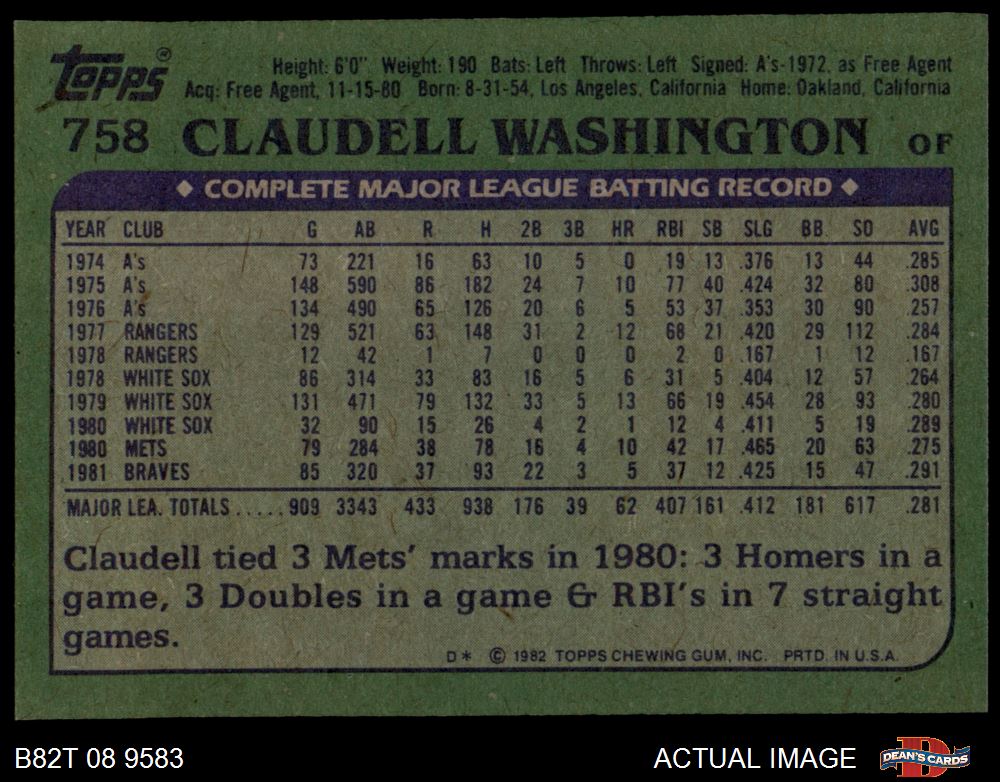 Topps®
Height: 6'0" Weight: 190 Bats: Left Throws: Left Signed: A's-1972, as Free Agent
Acq: Free Agent, 11-15-80 Born: 8-31-54, Los Angeles, California Home: Oakland, California
758 CLAUDELL WASHINGTON OF
◆ COMPLETE MAJOR LEAGUE BATTING RECORD ◆
YEAR CLUB G AB R H 2B 3B HR RBI SB SLG BB SO AVG
1974 A's 73 221 16 63 10 5 0 19 13 .376 13 44 .285
1975 A's 148 590 86 182 24 7 10 77 40 .424 32 80 .308
1976 A's 134 490 65 126 20 6 5 53 37 .353 30 90 .257
1977 RANGERS 129 521 63 148 31 2 12 68 21 .420 29 112 .284
1978 RANGERS 12 42 1 7 0 0 0 2 0 .167 1 12 .167
1978 WHITE SOX 86 314 33 83 16 5 6 31 5 .404 12 57 .264
1979 WHITE SOX 131 471 79 132 33 5 13 66 19 .454 28 93 .280
1980 WHITE SOX 32 90 15 26 4 2 1 12 4 .411 5 19 .289
1980 METS 79 284 38 78 16 4 10 42 17 .465 20 63 .275
1981 BRAVES 85 320 37 93 22 3 5 37 12 .425 15 47 .291
MAJOR LEA. TOTALS ..... 909 3343 433 938 176 39 62 407 161 .412 181 617 .281
Claudell tied 3 Mets' marks in 1980: 3 Homers in a
game, 3 Doubles in a game & RBI's in 7 straight
games.
D* © 1982 TOPPS CHEWING GUM, INC. PRTD. IN U.S.A.
B82T 08 9583 ACTUAL IMAGE DEAN'S CARDS